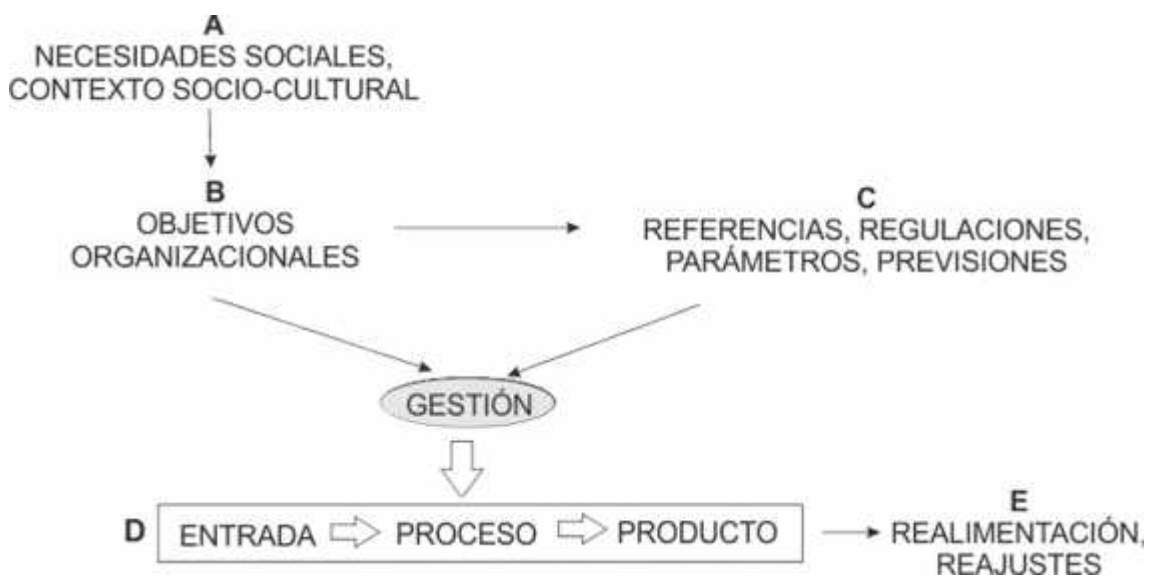 A
NECESIDADES SOCIALES,
CONTEXTO SOCIO-CULTURAL
B
OBJETIVOS
ORGANIZACIONALES
C
REFERENCIAS, REGULACIONES,
PARÁMETROS, PREVISIONES
GESTIÓN
D
ENTRADA PROCESO PRODUCTO
E
REALIMENTACIÓN,
REAJUSTES